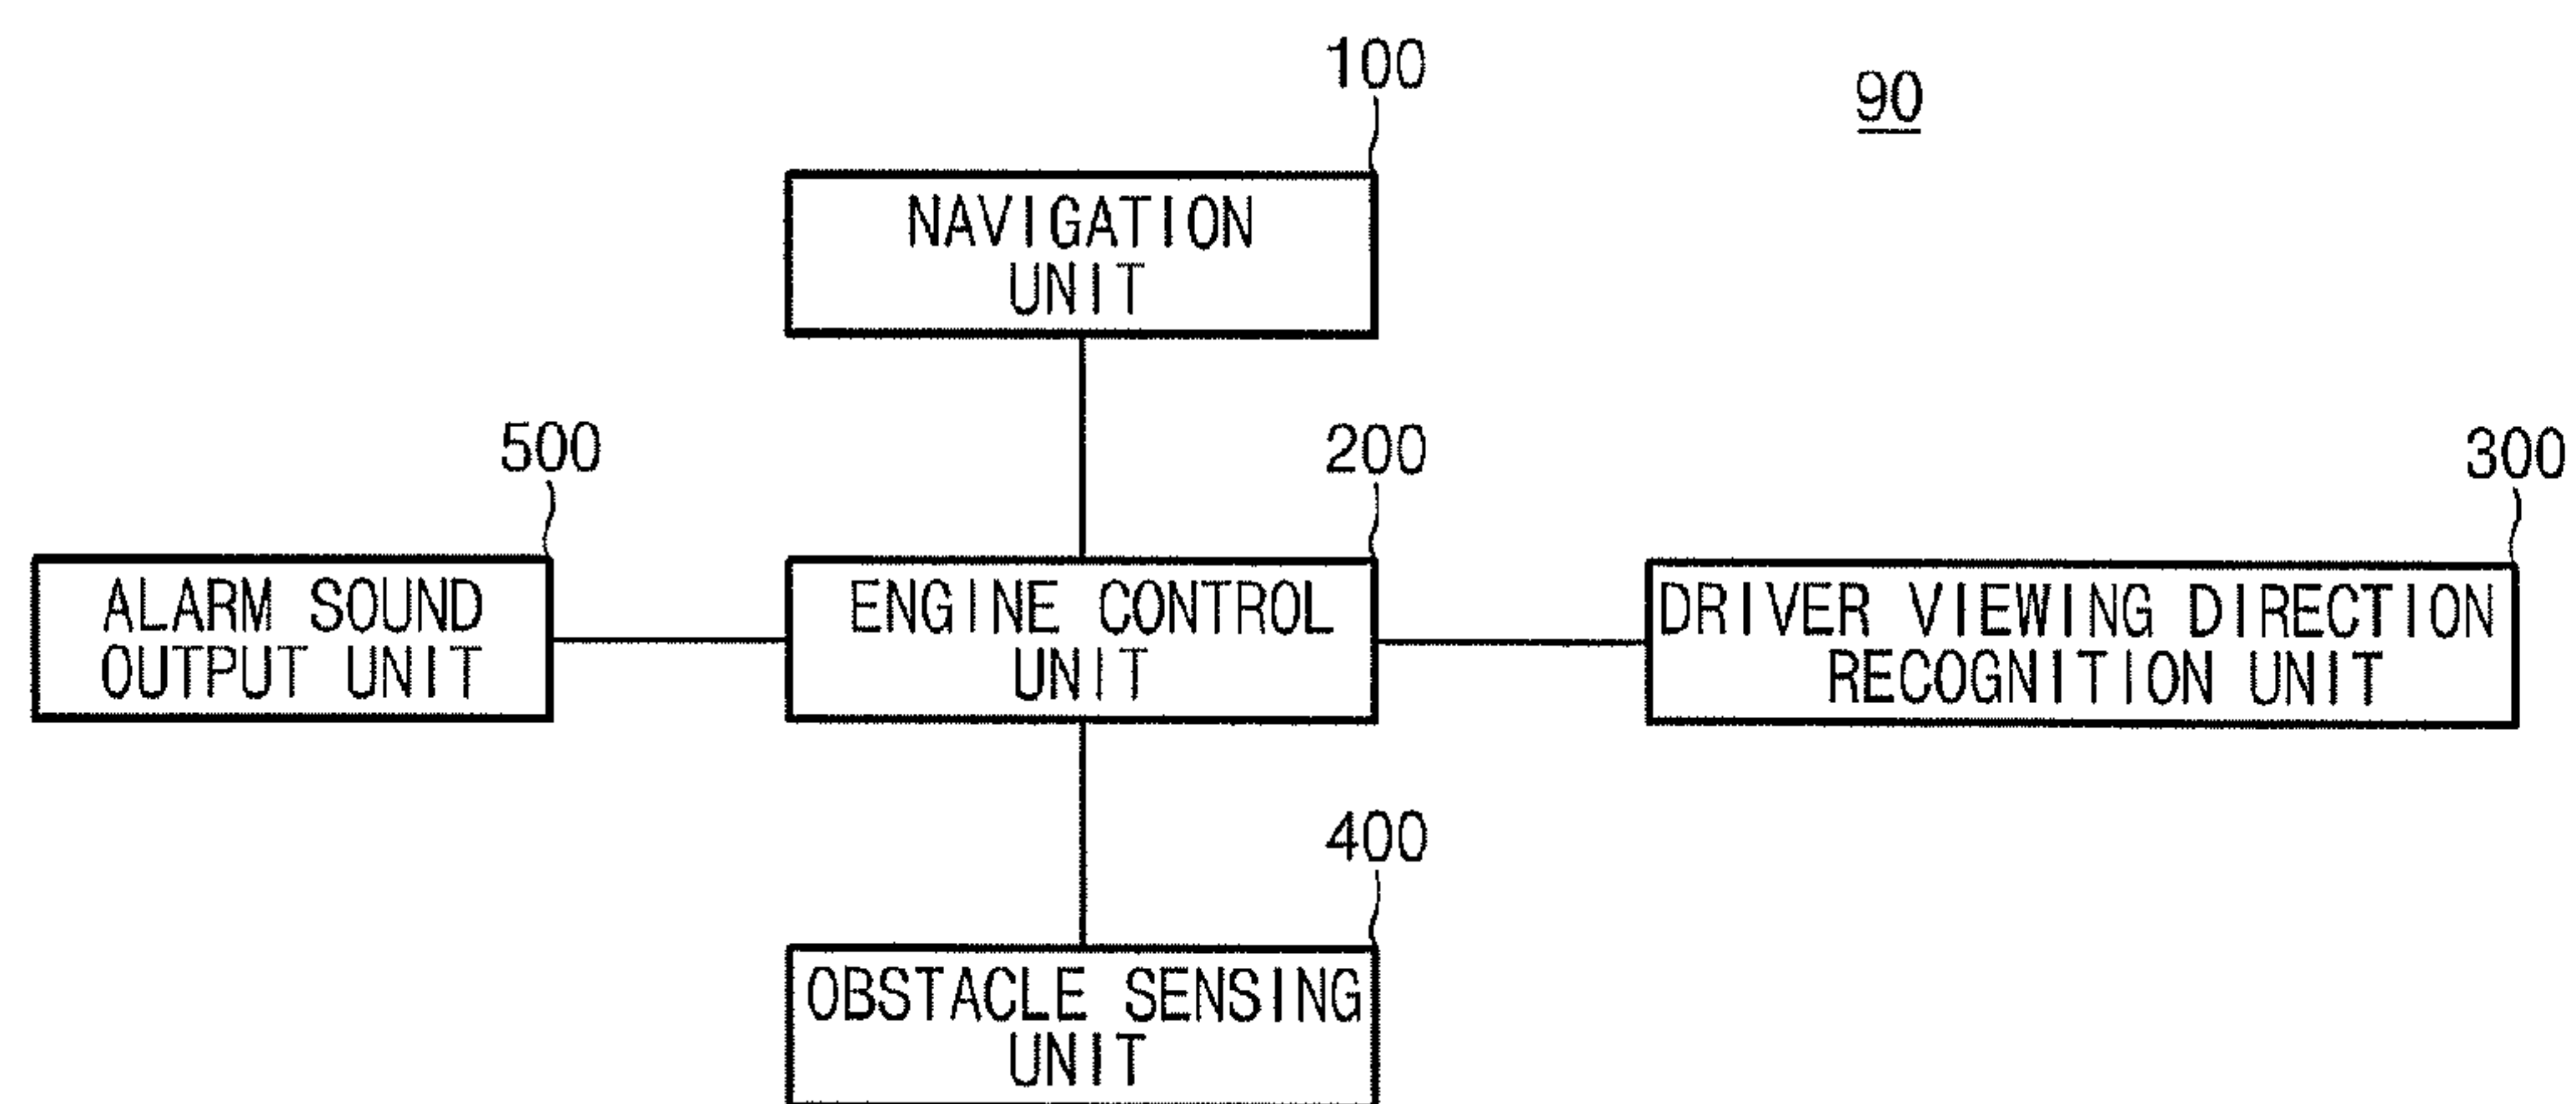 100
90
NAVIGATION
UNIT
500
200
300
ALARM SOUND
OUTPUT UNIT
ENGINE CONTROL
UNIT
DRIVER VIEWING DIRECTION
RECOGNITION UNIT
400
OBSTACLE SENSING
UNIT